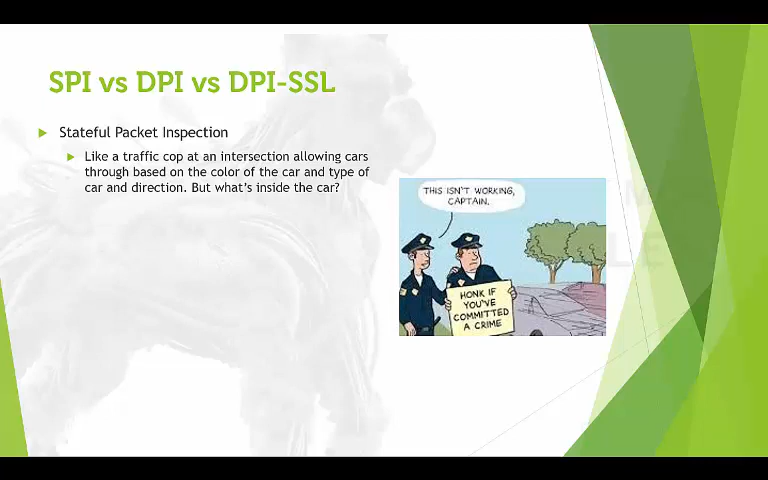 SPI vs DPI vs DPI-SSL
Stateful Packet Inspection
Like a traffic cop at an intersection allowing cars
through based on the color of the car and type of
car and direction. But what's inside the car?
THIS ISN'T WORKING,
CAPTAIN.
HONK IF
YOU'VE
COMMITTED
A CRIME